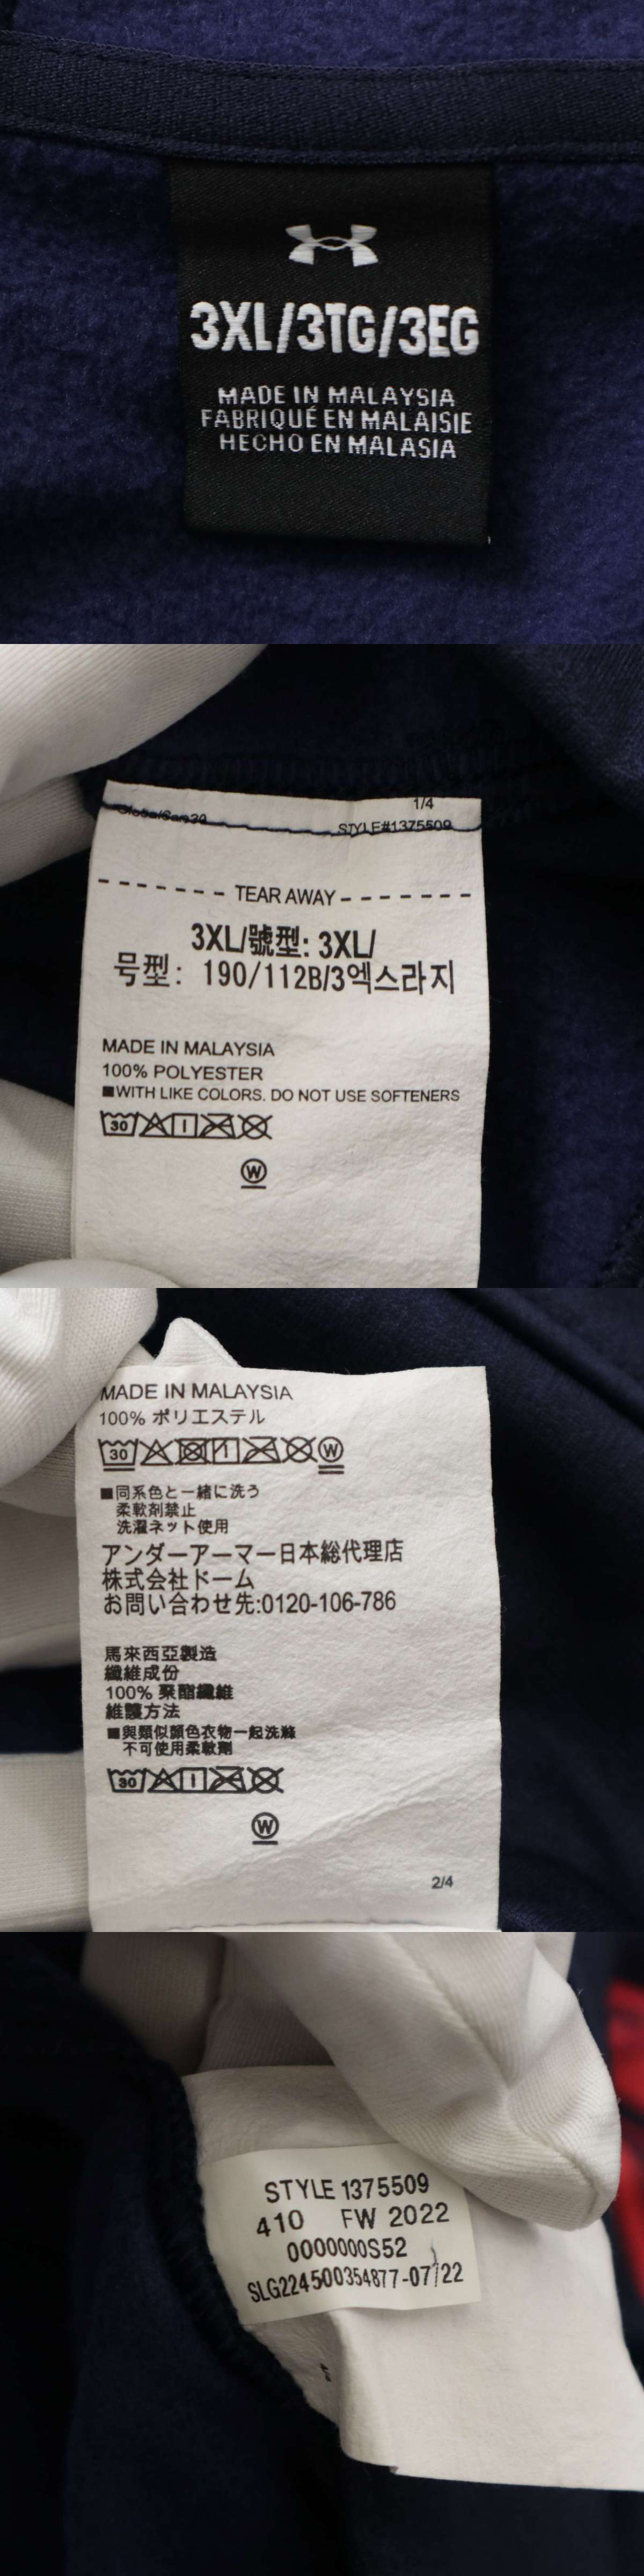 3XL/3TG/3EG
MADE IN MALAYSIA
FABRIQUÉ EN MALAISIE
HECHO EN MALASIA
1/4
STYLE#1375509
TEAR AWAY
3XL/號型: 3XL/
号型: 190/112B/3엑스라지
MADE IN MALAYSIA
100% POLYESTER
■WITH LIKE COLORS. DO NOT USE SOFTENERS
30
W
MADE IN MALAYSIA
100% ポリエステル
30 W
■同系色と一緒に洗う
柔軟剤禁止
洗濯ネット使用
アンダーアーマー日本総代理店
株式会社ドーム
お問い合わせ先:0120-106-786
馬來西亞製造
纖維成份
100% 聚酯纖維
維護方法
■與類似顏色衣物一起洗滌
不可使用柔軟劑
30
W
2/4
STYLE 1375509
410 FW 2022
0000000S52
SLG224500354877-07/22